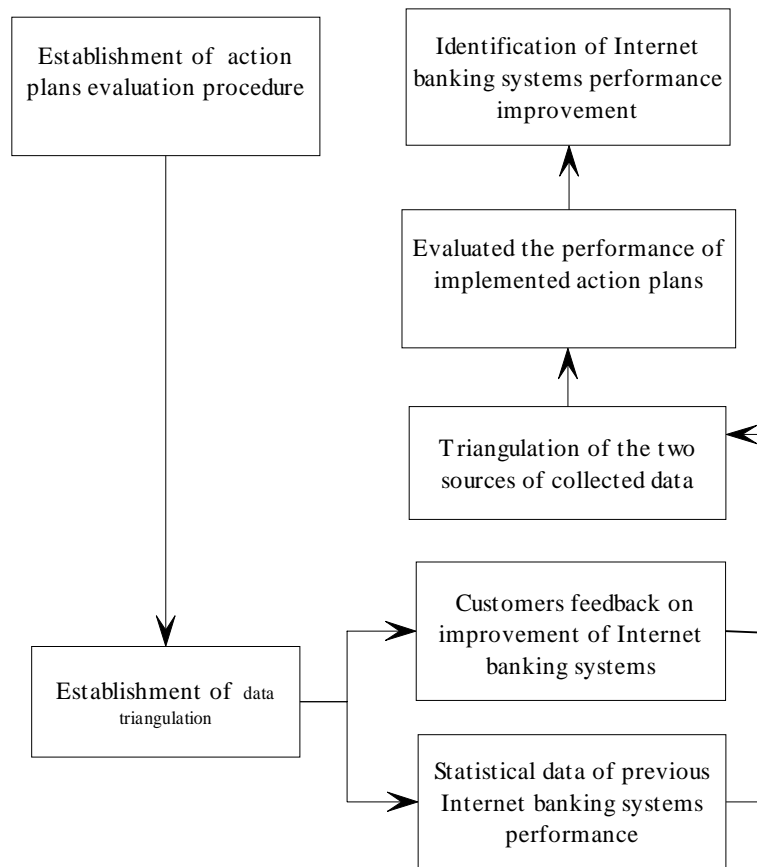 Establishment of action
plans evaluation procedure
Identification of Internet
banking systems performance
improvement
Evaluated the performance of
implemented action plans
Triangulation of the two
sources of collected data
Customers feedback on
improvement of Internet
banking systems
Establishment of data
triangulation
Statistical data of previous
Internet banking systems
performance